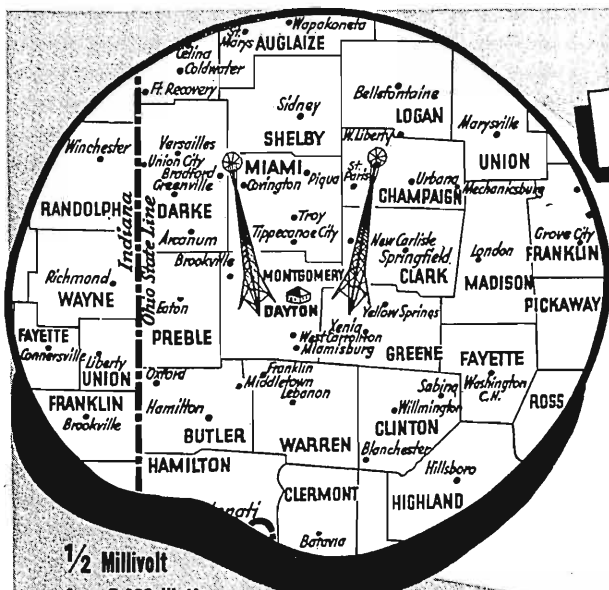 Wapakoneta
St. Marys
AUGLAIZE
Celina
Coldwater
Ft. Recovery
Sidney
SHELBY
Bellefontaine
LOGAN
W. Liberty
Marysville
UNION
Winchester
Versailles
Union City
Bradford
Greenville
MIAMI
Covington
Piqua
St. Paris
Urbana
CHAMPAIGN
Mechanicsburg
RANDOLPH
Indiana
Ohio State Line
DARKE
Arcanum
Troy
Tippecanoe City
New Carlisle
Springfield
CLARK
London
MADISON
Grove City
FRANKLIN
Brookville
MONTGOMERY
DAYTON
Richmond
WAYNE
Eaton
PREBLE
Yellow Springs
Xenia
West Carrollton
Miamisburg
GREENE
PICKAWAY
FAYETTE
Connersville
Liberty
UNION
FAYETTE
Washington C.H.
ROSS
FRANKLIN
Brookville
Oxford
Hamilton
BUTLER
Franklin
Middletown
Lebanon
WARREN
Sabina
Wilmington
CLINTON
Blanchester
HAMILTON
CLERMONT
Batavia
Hillsboro
HIGHLAND
nati
1/2 Millivolt